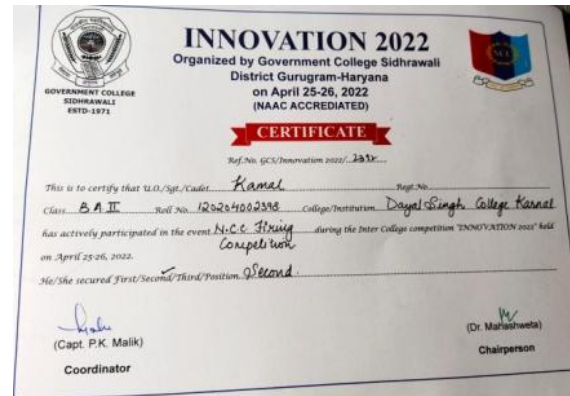 INNOVATION 2022
Organized by Government College Sidhrawali
District Gurugram-Haryana
on April 25-26, 2022
(NAAC ACCREDITED)
GOVERNMENT COLLEGE
SIDHRAWALI
ESTD-1971
NCC
CERTIFICATE
Ref.No. GCS/Innovation 2022/
This is to certify that U.O./Sgt./Cadet Kamal Regt.No
Class B A II Roll No. 120204002398 College/Institution Dayal Singh College Karnal
has actively participated in the event N.C.C Firing Competition during the Inter College competition "INNOVATION 2022" held
on April 25-26, 2022.
He/She secured First/Second/Third/Position Second.
(Capt. P.K. Malik)
Coordinator
(Dr. Mahashweta)
Chairperson